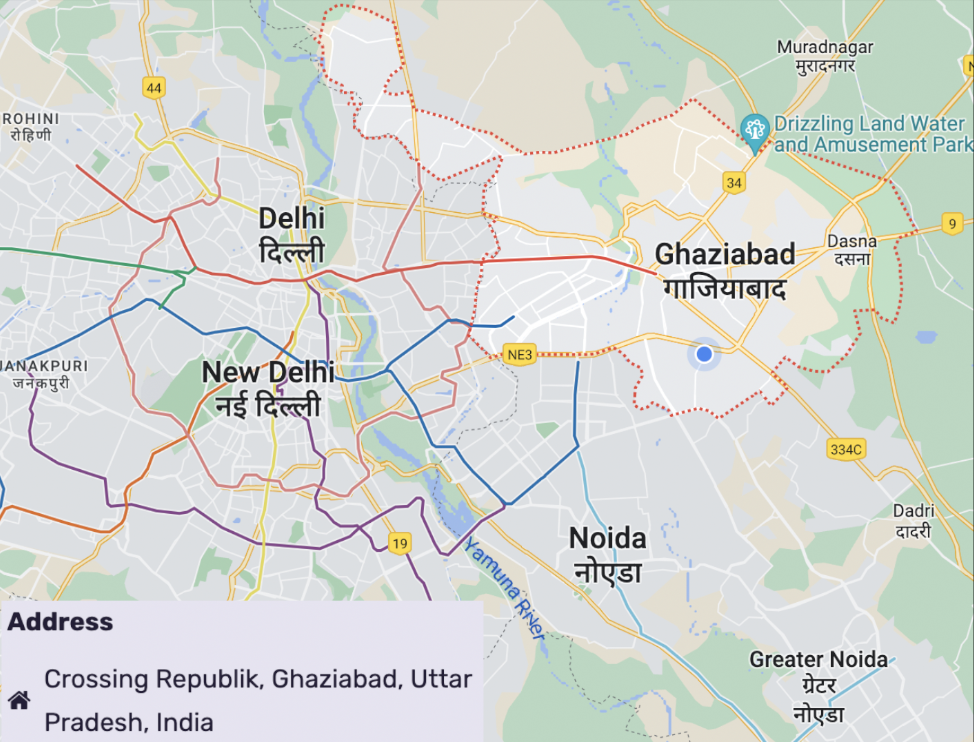 Muradnagar
मुरादनगर
44
ROHINI
रोहिणी
Drizzling Land Water
and Amusement Park
34
Delhi
दिल्ली
9
Dasna
दसना
Ghaziabad
गाजियाबाद
NE3
JANAKPURI
जनकपुरी
New Delhi
नई दिल्ली
334C
Dadri
दादरी
19
Noida
नोएडा
Yamuna River
Greater Noida
ग्रेटर
नोएडा
Address
Crossing Republik, Ghaziabad, Uttar
Pradesh, India